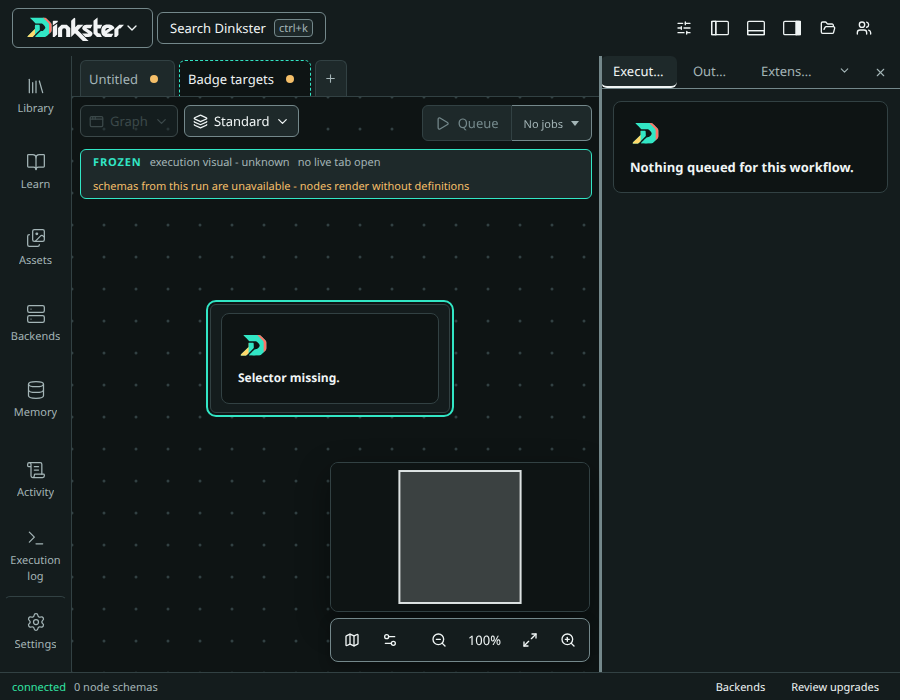 Dinkster
Search Dinkster ctrl+k
Untitled
Badge targets
Execut...
Out...
Extens...
Library
Learn
Assets
Backends
Memory
Activity
Execution
log
Settings
Graph
Standard
Queue
No jobs
FROZEN execution visual - unknown no live tab open
schemas from this run are unavailable - nodes render without definitions
Nothing queued for this workflow.
Selector missing.
100%
connected 0 node schemas
Backends
Review upgrades